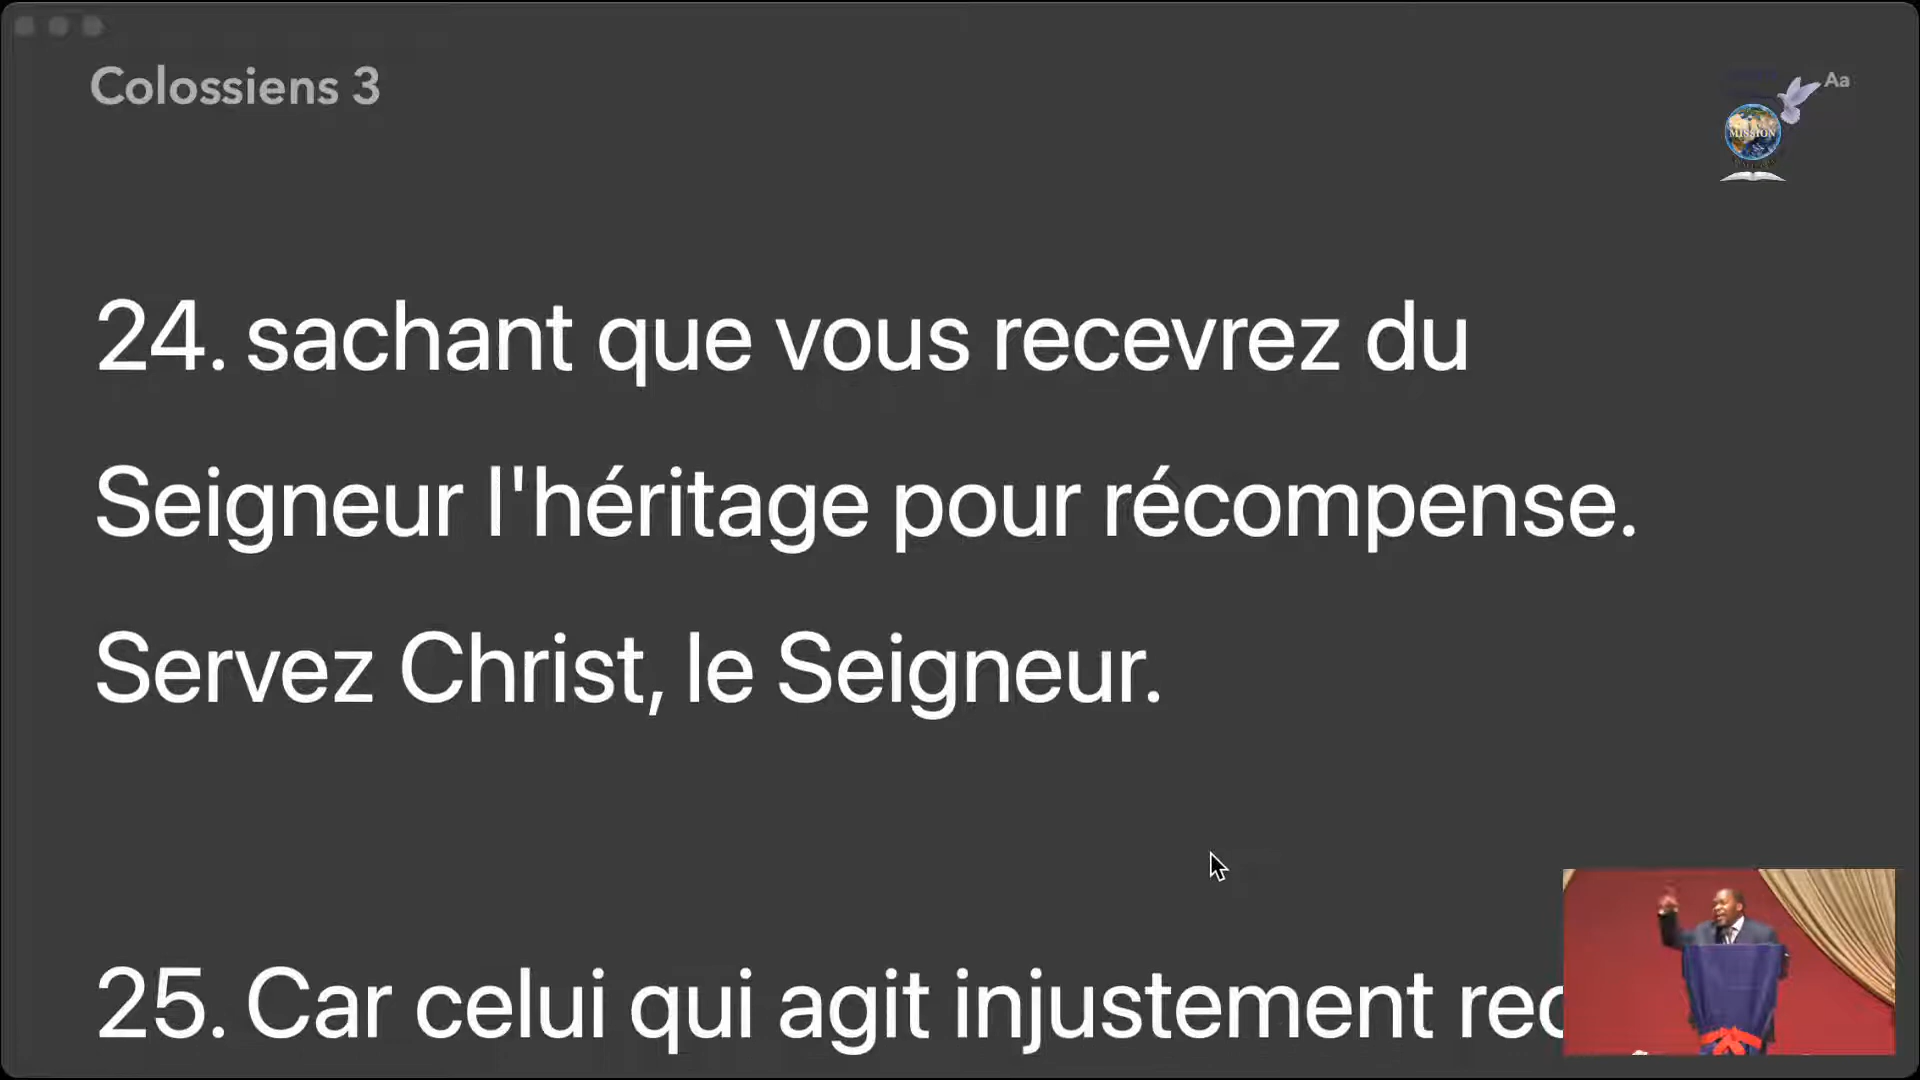 Colossiens 3
Aa
MISSION
24. sachant que vous recevrez du
Seigneur l'héritage pour récompense.
Servez Christ, le Seigneur.
25. Car celui qui agit injustement